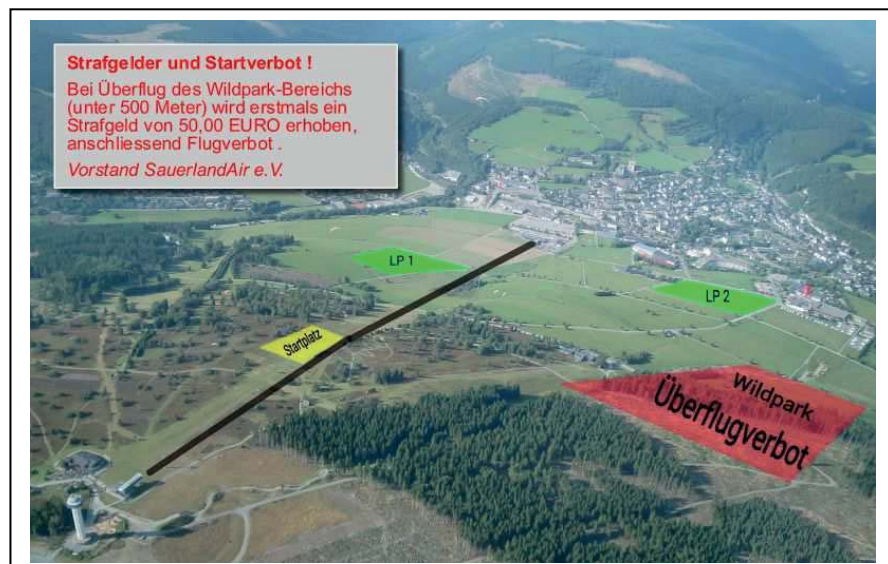 Strafgelder und Startverbot !
Bei Überflug des Wildpark-Bereichs
(unter 500 Meter) wird erstmals ein
Strafgeld von 50,00 EURO erhoben,
anschliessend Flugverbot .
Vorstand SauerlandAir e.V.
LP 1
LP 2
Startplatz
Wildpark
Überflugverbot